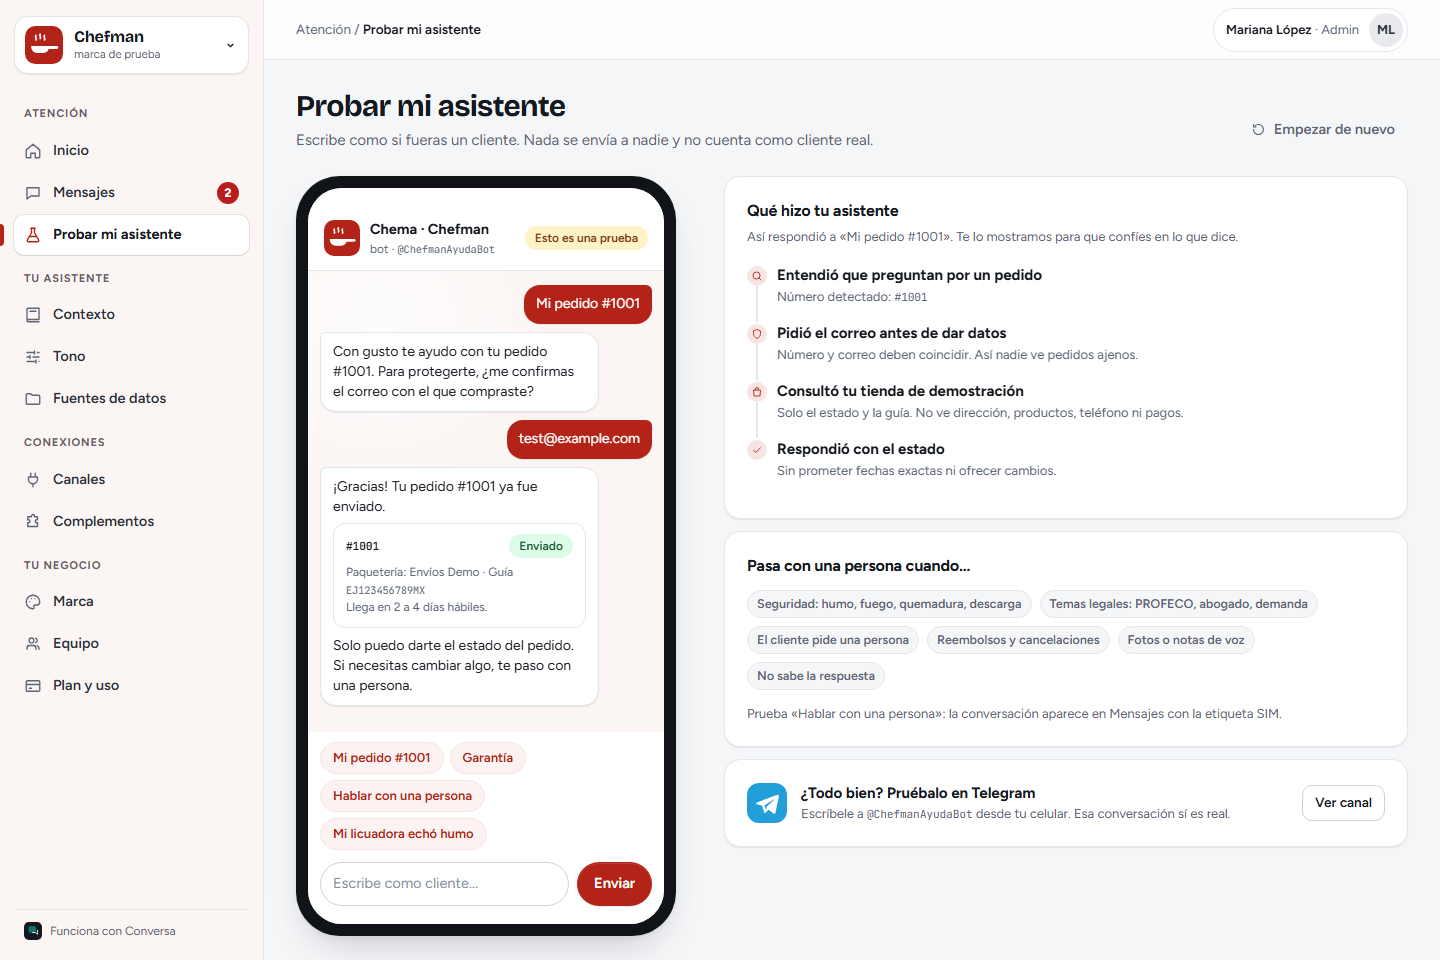 Chefman
marca de prueba
ATENCIÓN
Inicio
Mensajes 2
Probar mi asistente
TU ASISTENTE
Contexto
Tono
Fuentes de datos
CONEXIONES
Canales
Complementos
TU NEGOCIO
Marca
Equipo
Plan y uso
Funciona con Conversa
Atención / Probar mi asistente
Mariana López · Admin ML
Probar mi asistente
Escribe como si fueras un cliente. Nada se envía a nadie y no cuenta como cliente real.
Empezar de nuevo
Chema · Chefman
bot · @ChefmanAyudaBot
Esto es una prueba
Mi pedido #1001
Con gusto te ayudo con tu pedido
#1001. Para protegerte, ¿me confirmas
el correo con el que compraste?
test@example.com
¡Gracias! Tu pedido #1001 ya fue
enviado.
#1001 Enviado
Paquetería: Envíos Demo · Guía
EJ123456789MX
Llega en 2 a 4 días hábiles.
Solo puedo darte el estado del pedido.
Si necesitas cambiar algo, te paso con
una persona.
Mi pedido #1001 Garantía
Hablar con una persona
Mi licuadora echó humo
Escribe como cliente...
Enviar
Qué hizo tu asistente
Así respondió a «Mi pedido #1001». Te lo mostramos para que confíes en lo que dice.
Entendió que preguntan por un pedido
Número detectado: #1001
Pidió el correo antes de dar datos
Número y correo deben coincidir. Así nadie ve pedidos ajenos.
Consultó tu tienda de demostración
Solo el estado y la guía. No ve dirección, productos, teléfono ni pagos.
Respondió con el estado
Sin prometer fechas exactas ni ofrecer cambios.
Pasa con una persona cuando...
Seguridad: humo, fuego, quemadura, descarga Temas legales: PROFECO, abogado, demanda
El cliente pide una persona Reembolsos y cancelaciones Fotos o notas de voz
No sabe la respuesta
Prueba «Hablar con una persona»: la conversación aparece en Mensajes con la etiqueta SIM.
¿Todo bien? Pruébalo en Telegram
Escríbele a @ChefmanAyudaBot desde tu celular. Esa conversación sí es real.
Ver canal